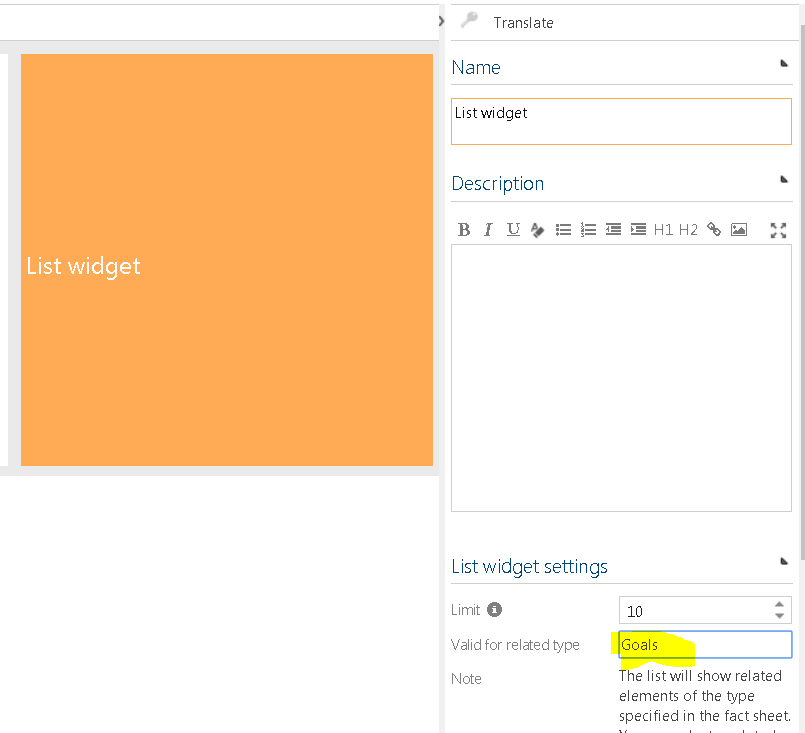 Translate
Name
List widget
Description
B I U H1 H2
List widget
List widget settings
Limit
10
Valid for related type
Goals
Note
The list will show related
elements of the type
specified in the fact sheet.